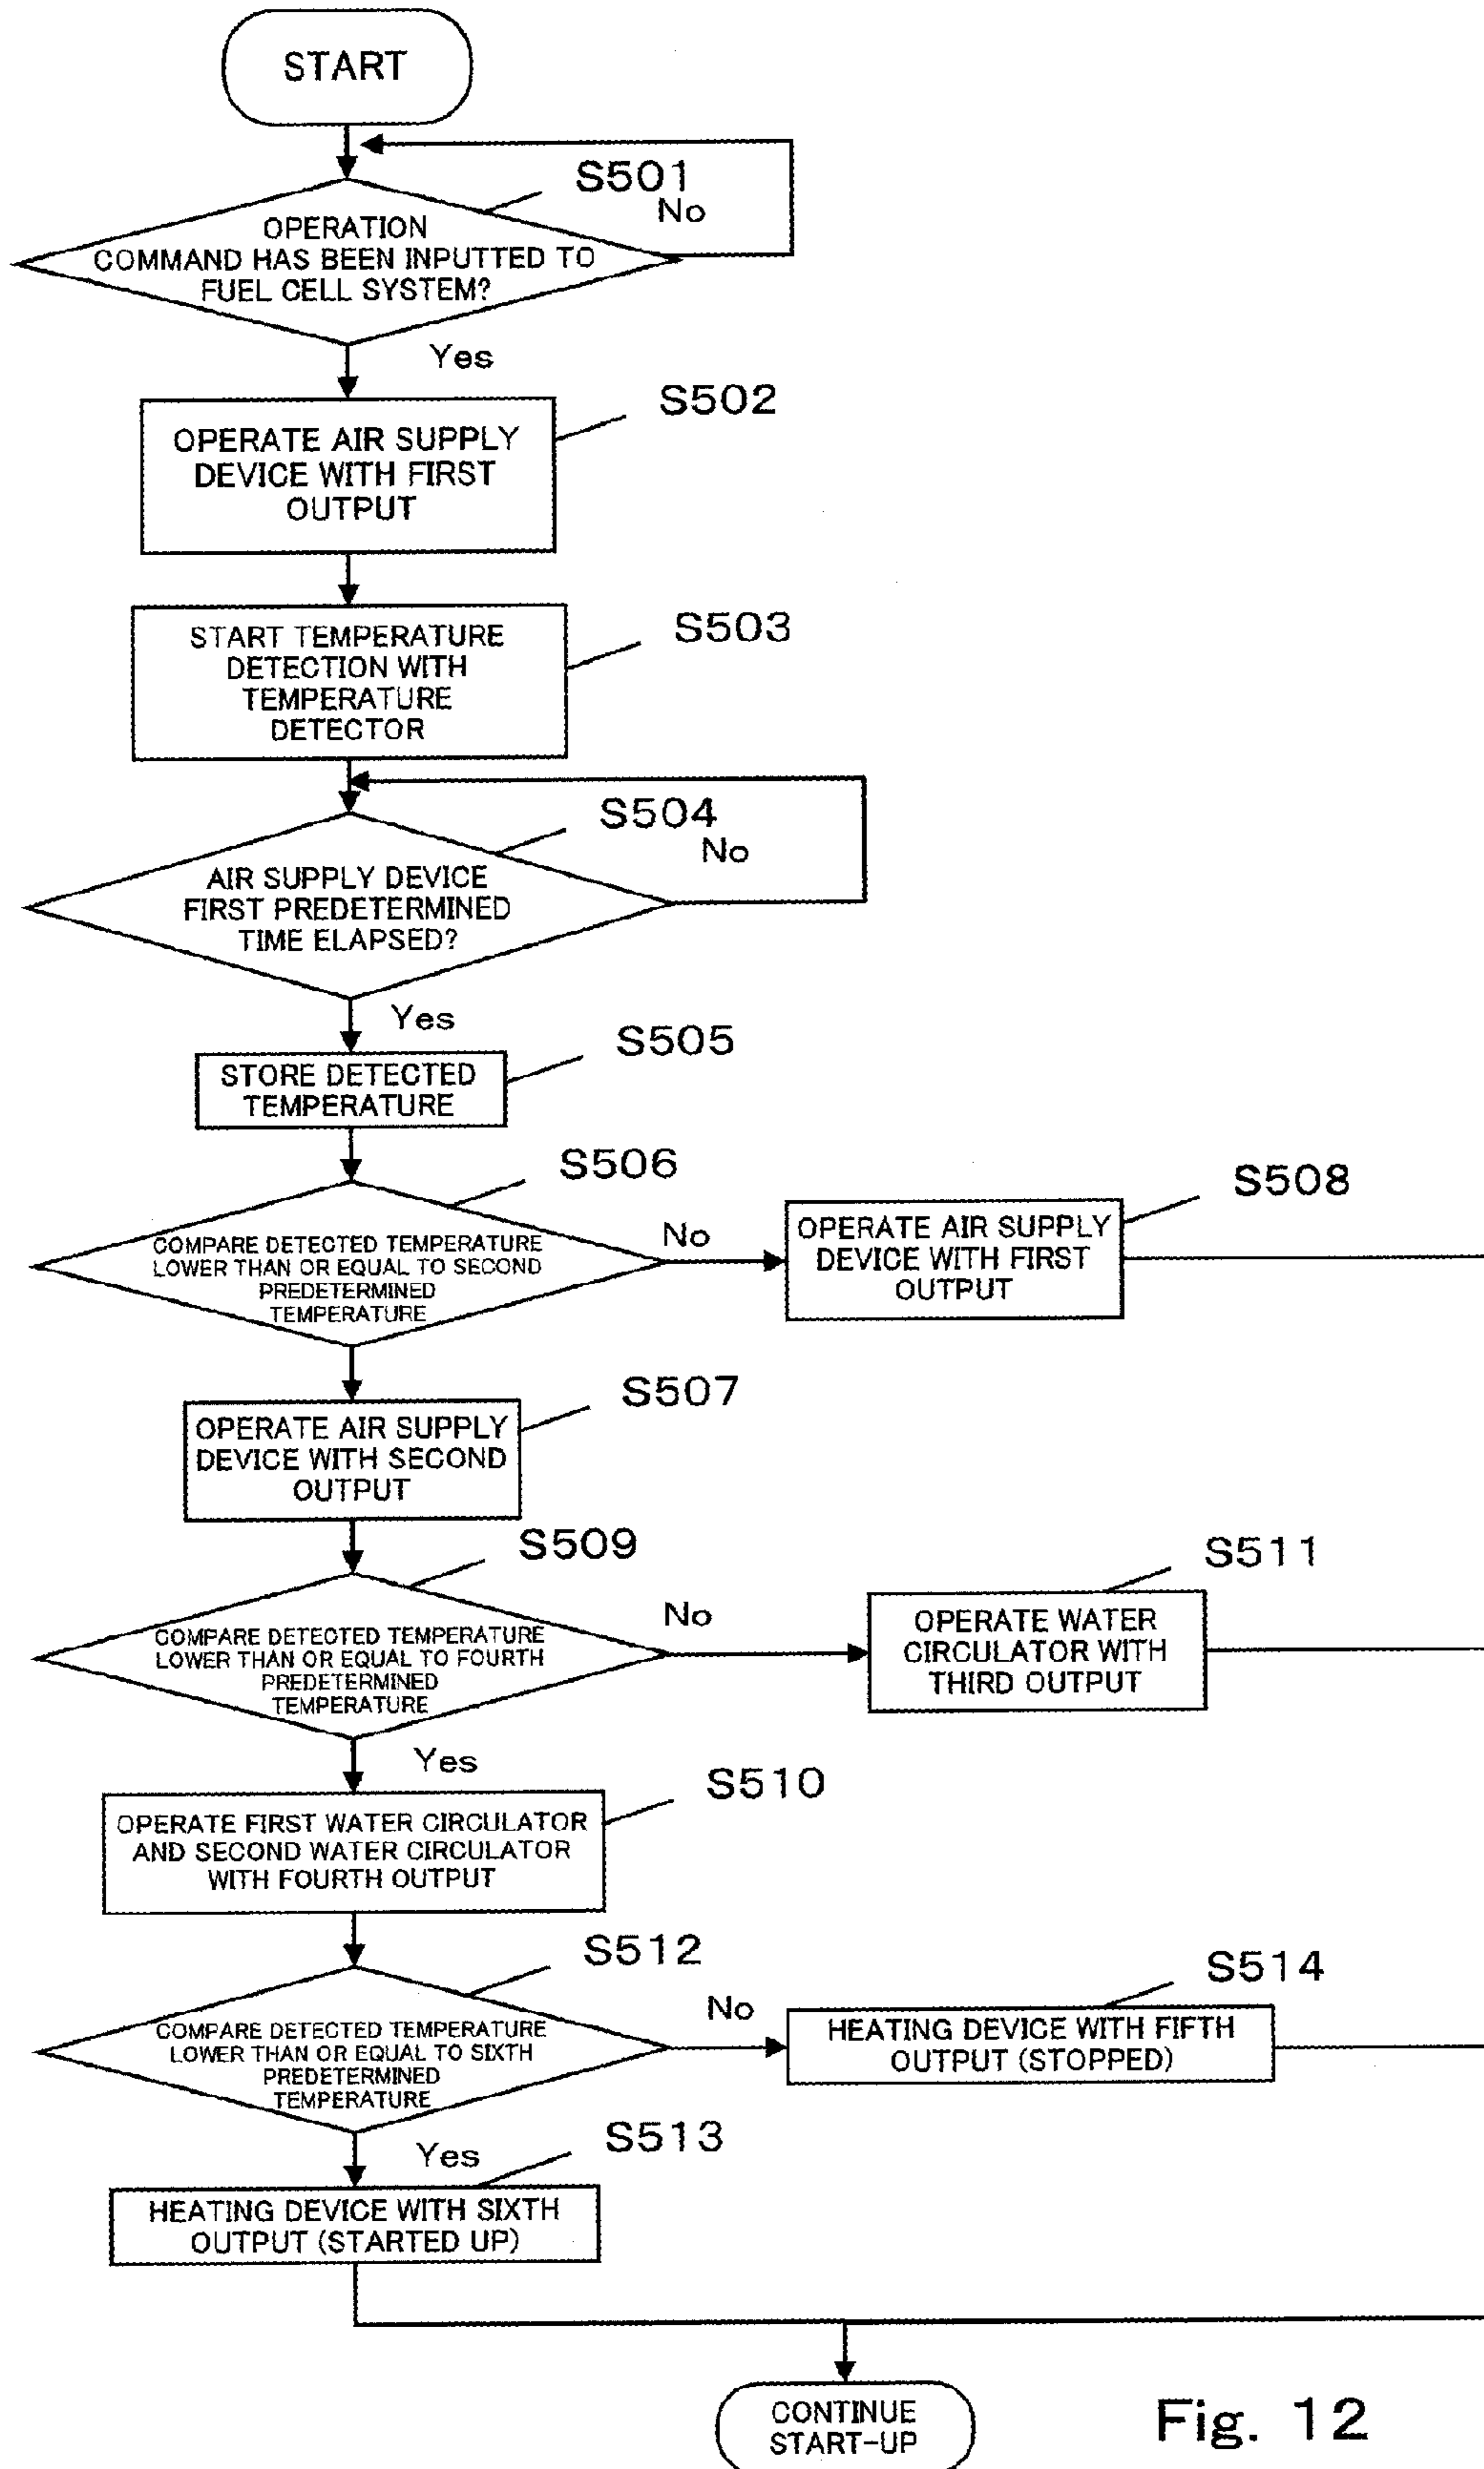 START
S501
No
OPERATION
COMMAND HAS BEEN INPUTTED TO
FUEL CELL SYSTEM?
Yes
S502
OPERATE AIR SUPPLY
DEVICE WITH FIRST
OUTPUT
S503
START TEMPERATURE
DETECTION WITH
TEMPERATURE
DETECTOR
S504
No
AIR SUPPLY DEVICE
FIRST PREDETERMINED
TIME ELAPSED?
Yes
S505
STORE DETECTED
TEMPERATURE
S506
COMPARE DETECTED TEMPERATURE
LOWER THAN OR EQUAL TO SECOND
PREDETERMINED
TEMPERATURE
No
S508
OPERATE AIR SUPPLY
DEVICE WITH FIRST
OUTPUT
S507
OPERATE AIR SUPPLY
DEVICE WITH SECOND
OUTPUT
S509
COMPARE DETECTED TEMPERATURE
LOWER THAN OR EQUAL TO FOURTH
PREDETERMINED
TEMPERATURE
No
S511
OPERATE WATER
CIRCULATOR WITH
THIRD OUTPUT
Yes
S510
OPERATE FIRST WATER CIRCULATOR
AND SECOND WATER CIRCULATOR
WITH FOURTH OUTPUT
S512
COMPARE DETECTED TEMPERATURE
LOWER THAN OR EQUAL TO SIXTH
PREDETERMINED
TEMPERATURE
No
S514
HEATING DEVICE WITH FIFTH
OUTPUT (STOPPED)
Yes
S513
HEATING DEVICE WITH SIXTH
OUTPUT (STARTED UP)
CONTINUE
START-UP
Fig. 12